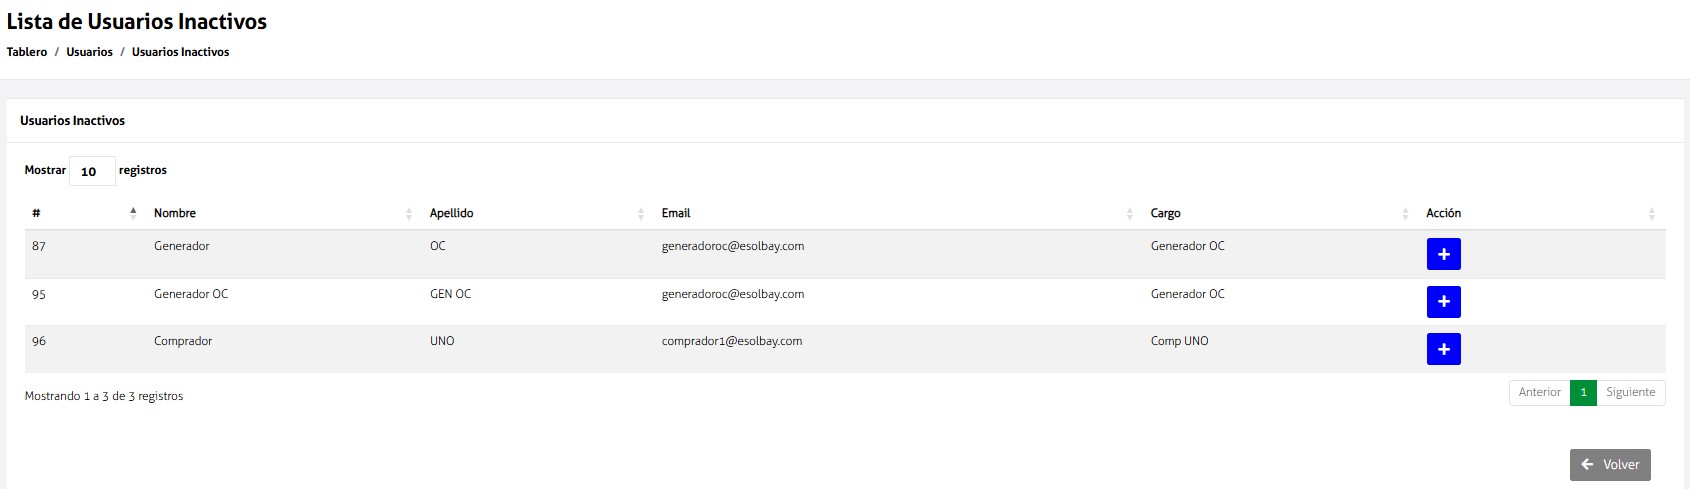 Lista de Usuarios Inactivos
Tablero / Usuarios / Usuarios Inactivos
Usuarios Inactivos
Mostrar 10 registros
# Nombre Apellido Email Cargo Acción
87 Generador OC generadoroc@esolbay.com Generador OC +
95 Generador OC GEN OC generadoroc@esolbay.com Generador OC +
96 Comprador UNO comprador1@esolbay.com Comp UNO +
Mostrando 1 a 3 de 3 registros Anterior 1 Siguiente
Volver